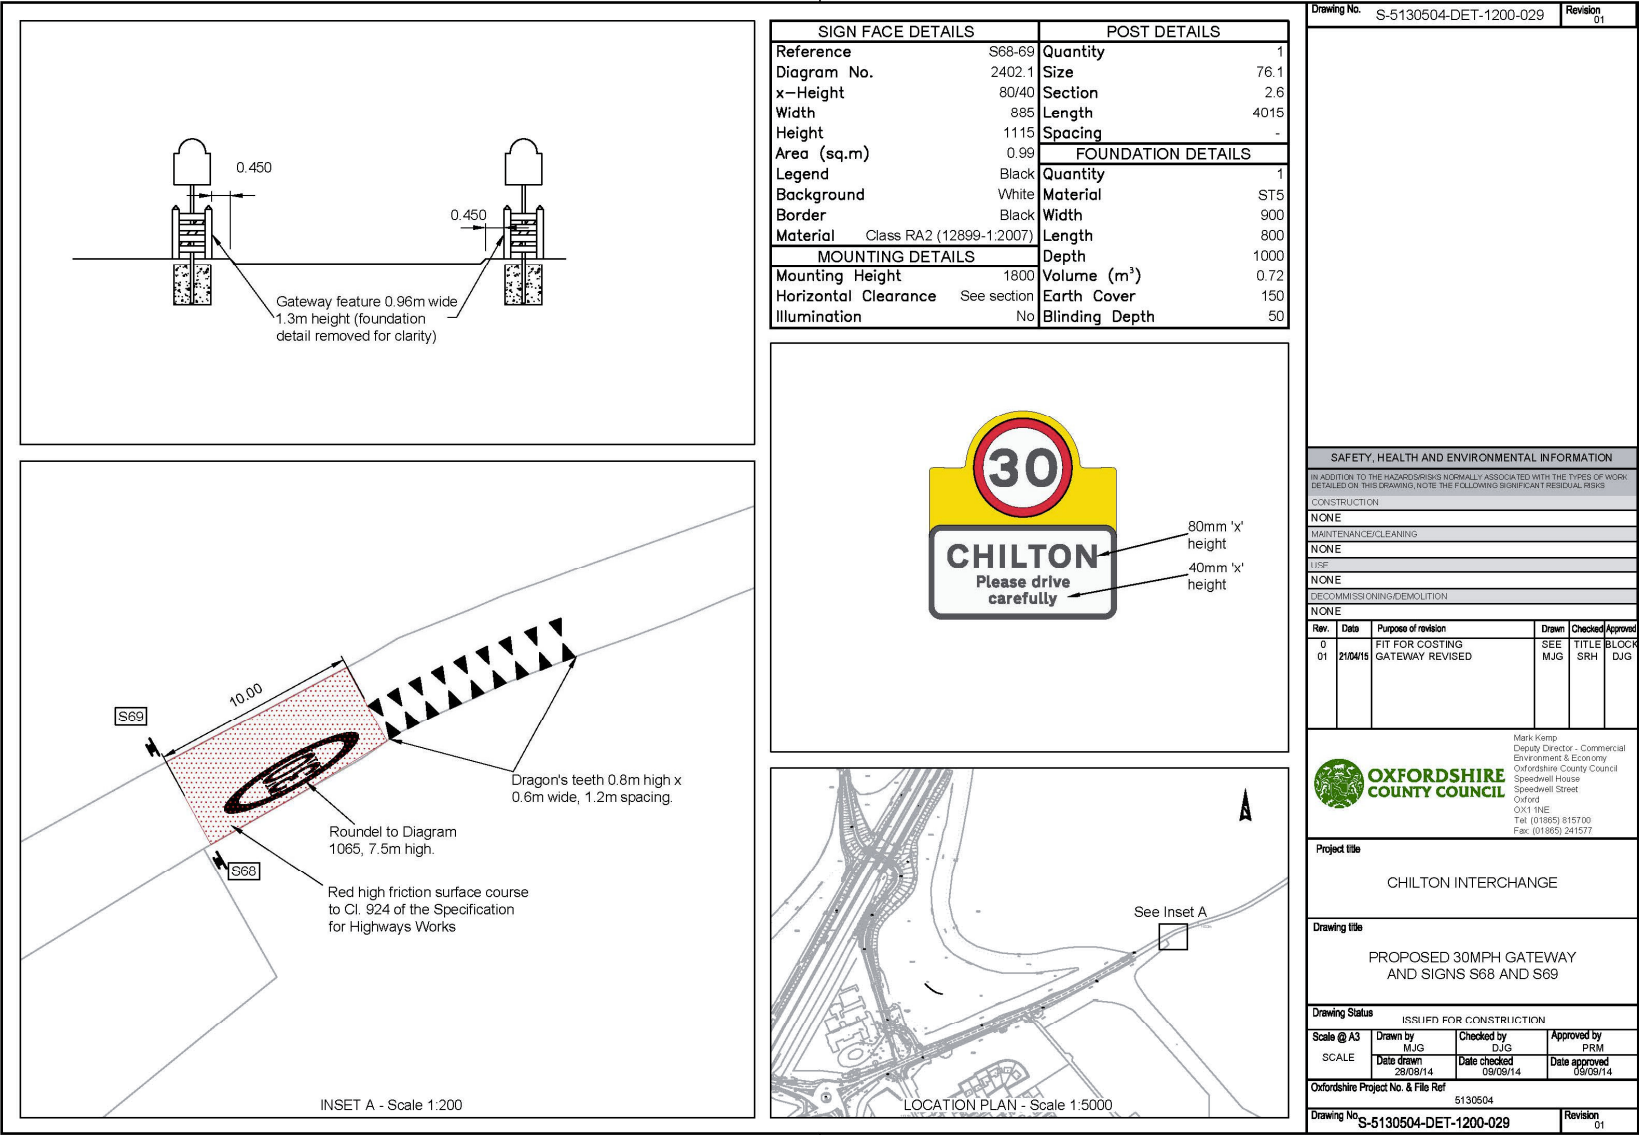 Drawing No. S-5130504-DET-1200-029 Revision 01
0.450
0.450
Gateway feature 0.96m wide
1.3m height (foundation
detail removed for clarity)
SIGN FACE DETAILS
Reference S68-69
Diagram No. 2402.1
x-Height 80/40
Width 885
Height 1115
Area (sq.m) 0.99
Legend Black
Background White
Border Black
Material Class RA2 (12899-1:2007)
MOUNTING DETAILS
Mounting Height 1800
Horizontal Clearance See section
Illumination No
POST DETAILS
Quantity 1
Size 76.1
Section 2.6
Length 4015
Spacing -
FOUNDATION DETAILS
Quantity 1
Material ST5
Width 900
Length 800
Depth 1000
Volume (m³) 0.72
Earth Cover 150
Blinding Depth 50
30
CHILTON
Please drive
carefully
80mm 'x'
height
40mm 'x'
height
10.00
S69
S68
Dragon's teeth 0.8m high x
0.6m wide, 1.2m spacing.
Roundel to Diagram
1065, 7.5m high.
Red high friction surface course
to Cl. 924 of the Specification
for Highways Works
INSET A - Scale 1:200
See Inset A
LOCATION PLAN - Scale 1:5000
SAFETY, HEALTH AND ENVIRONMENTAL INFORMATION
IN ADDITION TO THE HAZARDS/RISKS NORMALLY ASSOCIATED WITH THE TYPES OF WORK
DETAILED ON THIS DRAWING, NOTE THE FOLLOWING SIGNIFICANT RESIDUAL RISKS
CONSTRUCTION
NONE
MAINTENANCE/CLEANING
NONE
USE
NONE
DECOMMISSIONING/DEMOLITION
NONE
Rev. Date Purpose of revision Drawn Checked Approved
0 FIT FOR COSTING SEE TITLE BLOCK
01 21/04/15 GATEWAY REVISED MJG SRH DJG
OXFORDSHIRE
COUNTY COUNCIL
Mark Kemp
Deputy Director - Commercial
Environment & Economy
Oxfordshire County Council
Speedwell House
Speedwell Street
Oxford
OX1 1NE
Tel: (01865) 815700
Fax: (01865) 241577
Project title
CHILTON INTERCHANGE
Drawing title
PROPOSED 30MPH GATEWAY
AND SIGNS S68 AND S69
Drawing Status
ISSUED FOR CONSTRUCTION
Scale @ A3 Drawn by Checked by Approved by
SCALE MJG DJG PRM
Date drawn Date checked Date approved
28/08/14 09/09/14 09/09/14
Oxfordshire Project No. & File Ref
5130504
Drawing No. S-5130504-DET-1200-029 Revision 01